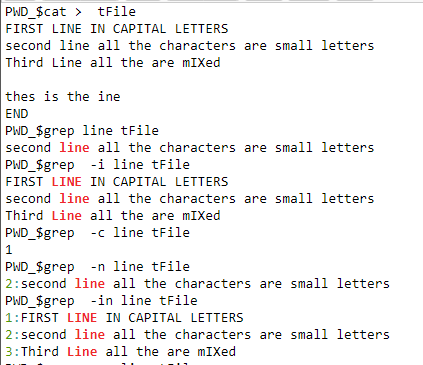 PWD_$cat >  tFile
FIRST LINE IN CAPITAL LETTERS
second line all the characters are small letters
Third Line all the are mIXed

thes is the ine
END
PWD_$grep line tFile
second line all the characters are small letters
PWD_$grep  -i line tFile
FIRST LINE IN CAPITAL LETTERS
second line all the characters are small letters
Third Line all the are mIXed
PWD_$grep  -c line tFile
1
PWD_$grep  -n line tFile
2:second line all the characters are small letters
PWD_$grep  -in line tFile
1:FIRST LINE IN CAPITAL LETTERS
2:second line all the characters are small letters
3:Third Line all the are mIXed